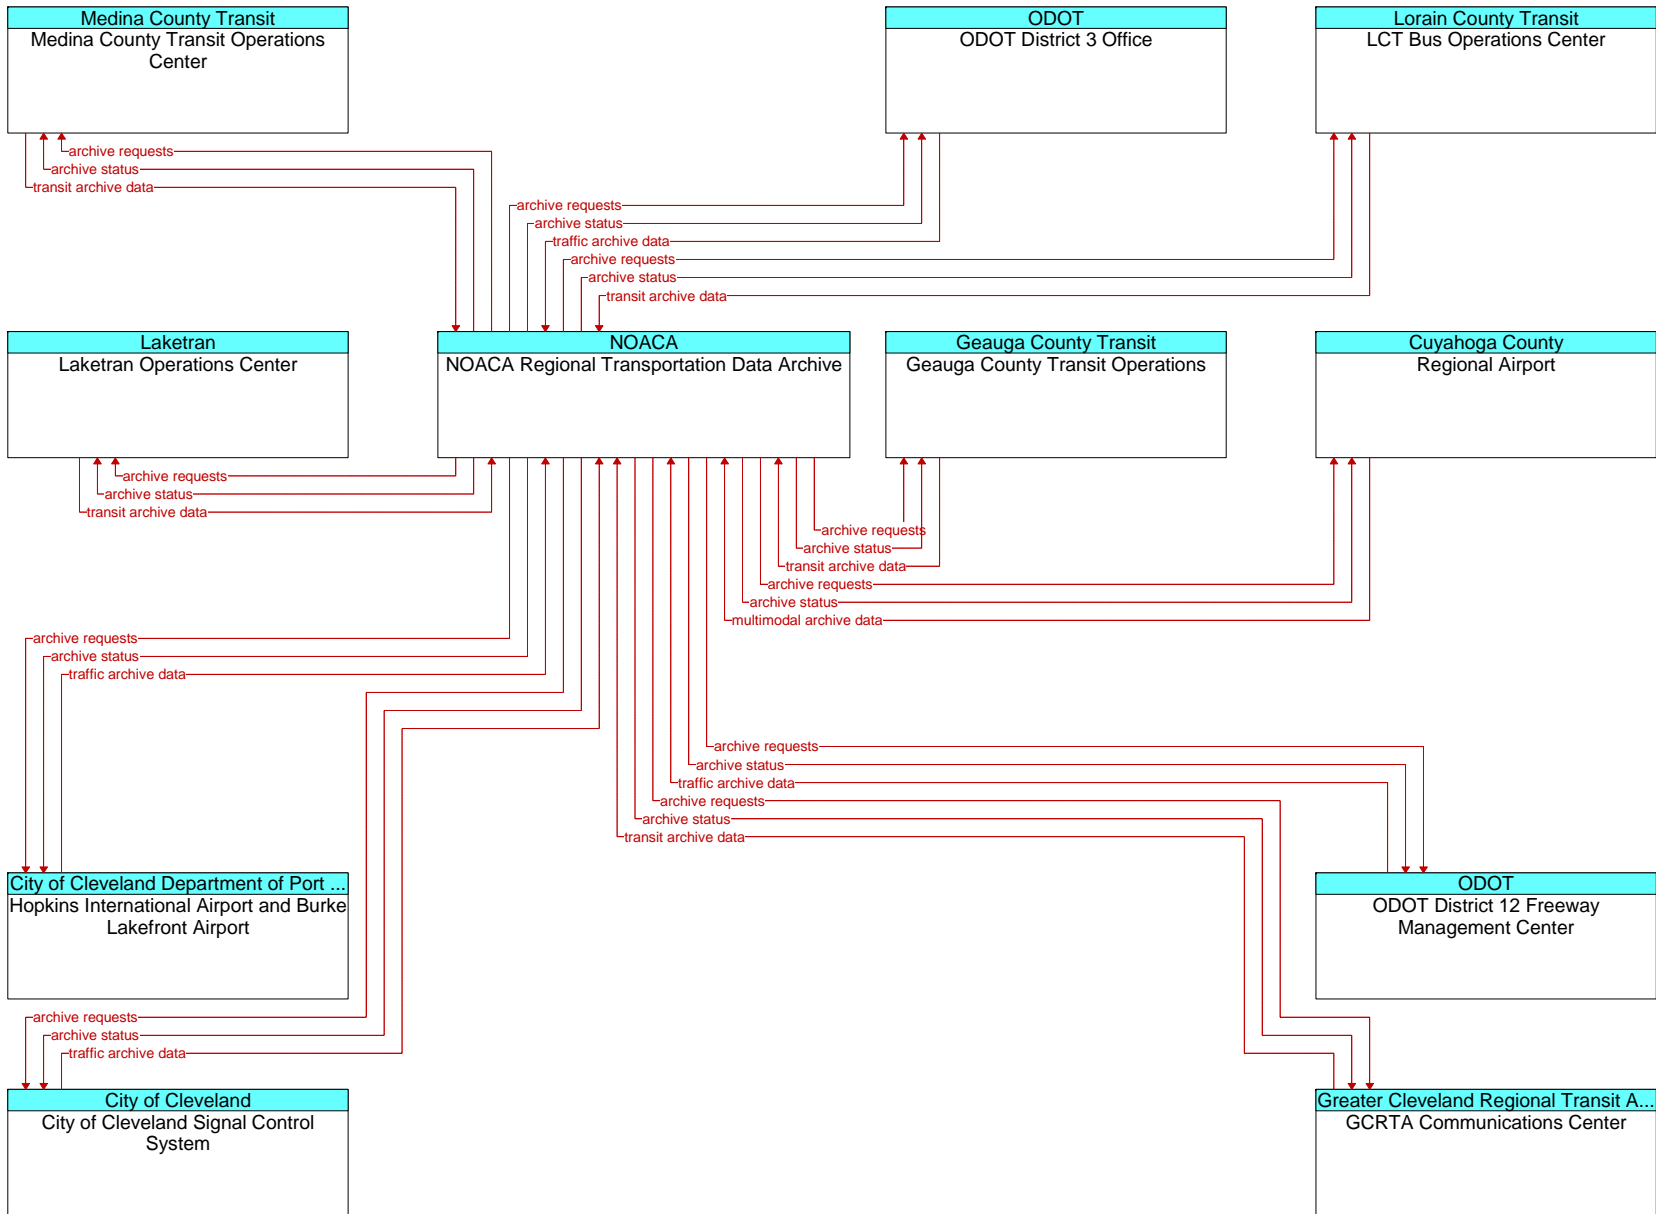 Medina County Transit
Medina County Transit Operations
Center
ODOT
ODOT District 3 Office
Lorain County Transit
LCT Bus Operations Center
archive requests
archive status
transit archive data
archive requests
archive status
traffic archive data
archive requests
archive status
transit archive data
Laketran
Laketran Operations Center
NOACA
NOACA Regional Transportation Data Archive
Geauga County Transit
Geauga County Transit Operations
Cuyahoga County
Regional Airport
archive requests
archive status
transit archive data
archive requests
archive status
transit archive data
archive requests
archive status
multimodal archive data
archive requests
archive status
traffic archive data
archive requests
archive status
traffic archive data
archive requests
archive status
transit archive data
City of Cleveland Department of Port ...
Hopkins International Airport and Burke
Lakefront Airport
ODOT
ODOT District 12 Freeway
Management Center
archive requests
archive status
traffic archive data
City of Cleveland
City of Cleveland Signal Control
System
Greater Cleveland Regional Transit A...
GCRTA Communications Center